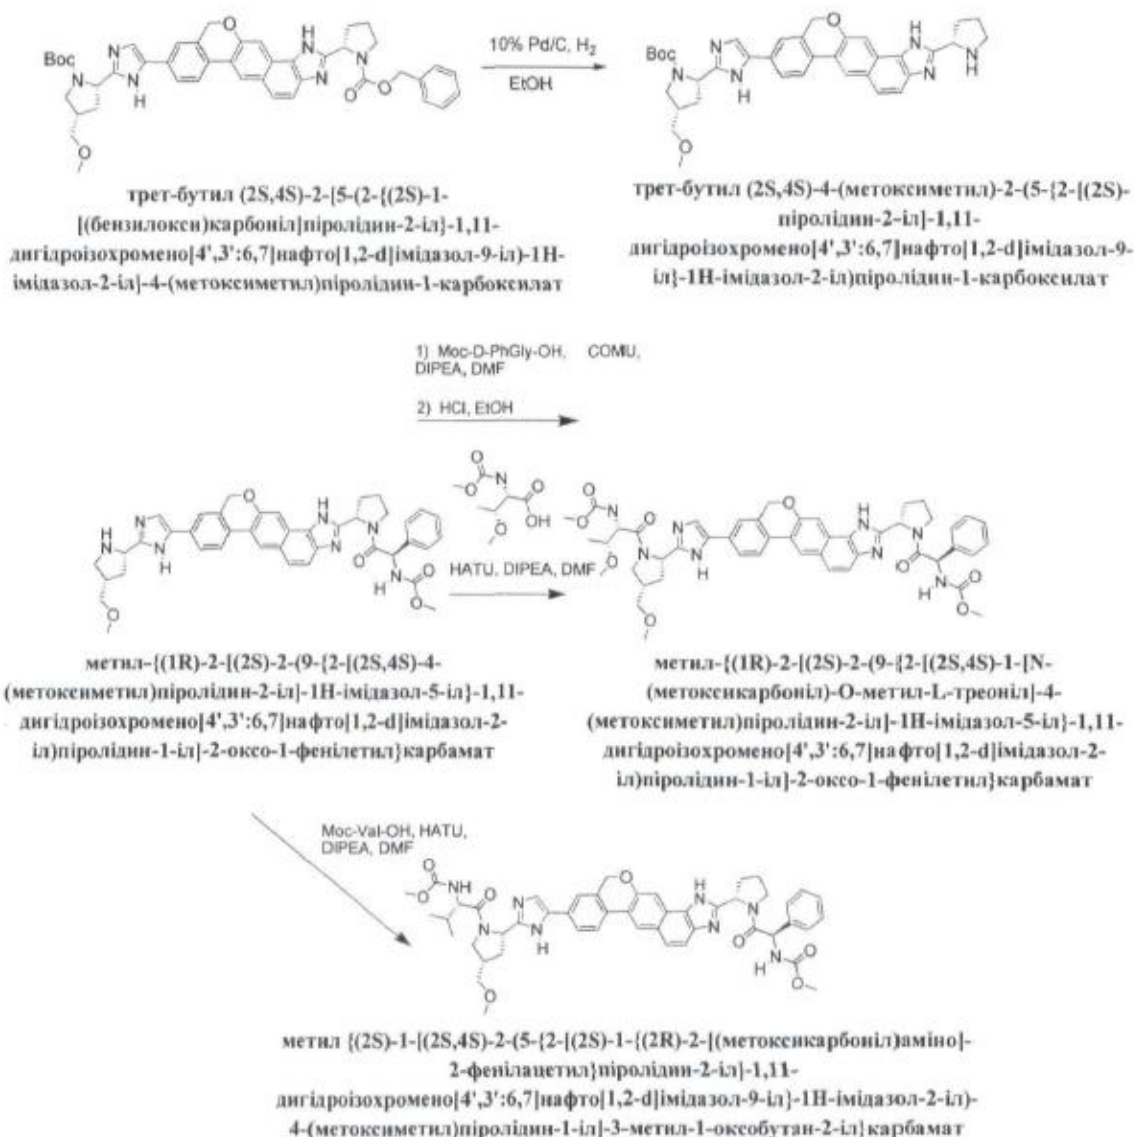 10% Pd/C, H2
EtOH
трет-бутил (2S,4S)-2-[5-(2-{(2S)-1-
[(бензилокси)карбоніл]піролідин-2-іл}-1,11-
дигідроізохромено[4',3':6,7]нафто[1,2-d]імідазол-9-іл)-1H-
імідазол-2-іл]-4-(метоксиметил)піролідин-1-карбоксилат
трет-бутил (2S,4S)-4-(метоксиметил)-2-(5-{2-[(2S)-
піролідин-2-іл]-1,11-
дигідроізохромено[4',3':6,7]нафто[1,2-d]імідазол-9-
іл}-1H-імідазол-2-іл)піролідин-1-карбоксилат
1) Moc-D-PhGly-OH, COMU,
DIPEA, DMF
2) HCl, EtOH
HATU, DIPEA, DMF
метил-{(1R)-2-[(2S)-2-(9-{2-[(2S,4S)-4-
(метоксиметил)піролідин-2-іл]-1H-імідазол-5-іл}-1,11-
дигідроізохромено[4',3':6,7]нафто[1,2-d]імідазол-2-
іл)піролідин-1-іл]-2-оксо-1-фенілетил}карбамат
метил-{(1R)-2-[(2S)-2-(9-{2-[(2S,4S)-1-[N-
(метоксикарбоніл)-O-метил-L-треоніл]-4-
(метоксиметил)піролідин-2-іл]-1H-імідазол-5-іл}-1,11-
дигідроізохромено[4',3':6,7]нафто[1,2-d]імідазол-2-
іл)піролідин-1-іл]-2-оксо-1-фенілетил}карбамат
Moc-Val-OH, HATU,
DIPEA, DMF
метил {(2S)-1-[(2S,4S)-2-(5-{2-[(2S)-1-{(2R)-2-[(метоксикарбоніл)аміно]-
2-фенілацетил}піролідин-2-іл]-1,11-
дигідроізохромено[4',3':6,7]нафто[1,2-d]імідазол-9-іл}-1H-імідазол-2-іл)-
4-(метоксиметил)піролідин-1-іл]-3-метил-1-оксобутан-2-іл}карбамат